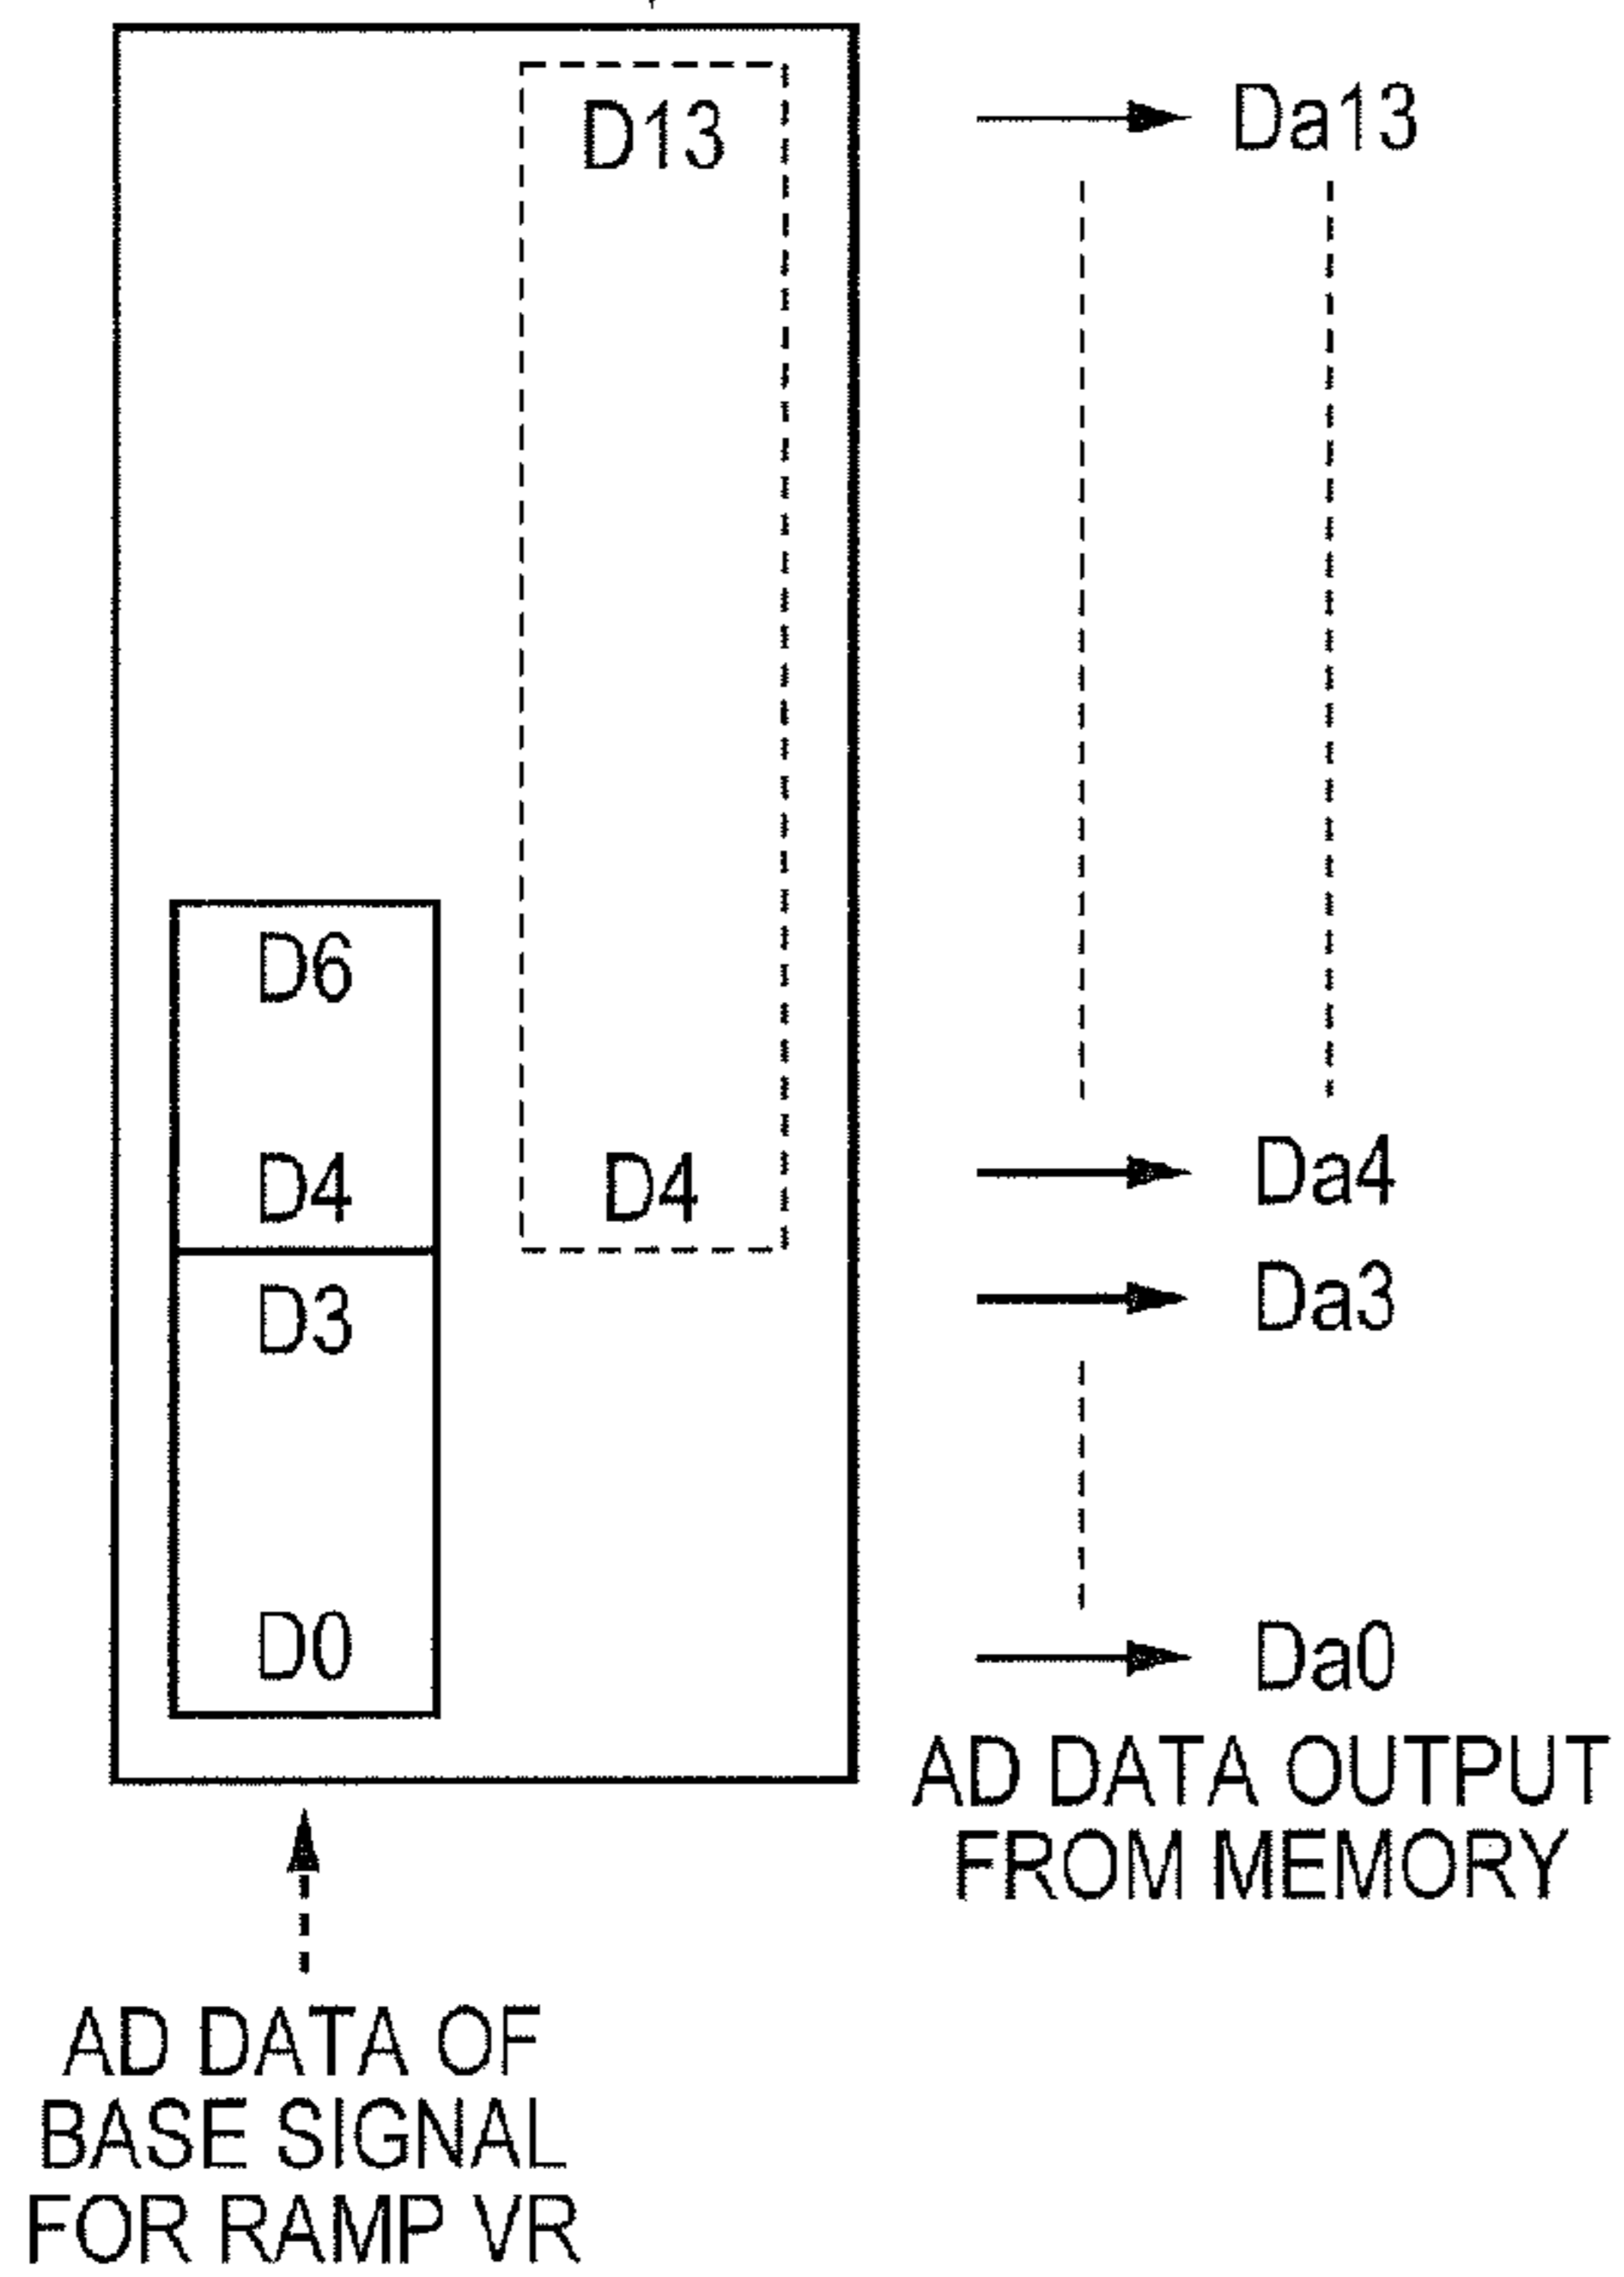 D13
Da13
D6
D4
D4
Da4
D3
Da3
D0
Da0
AD DATA OUTPUT
FROM MEMORY
AD DATA OF
BASE SIGNAL
FOR RAMP VR